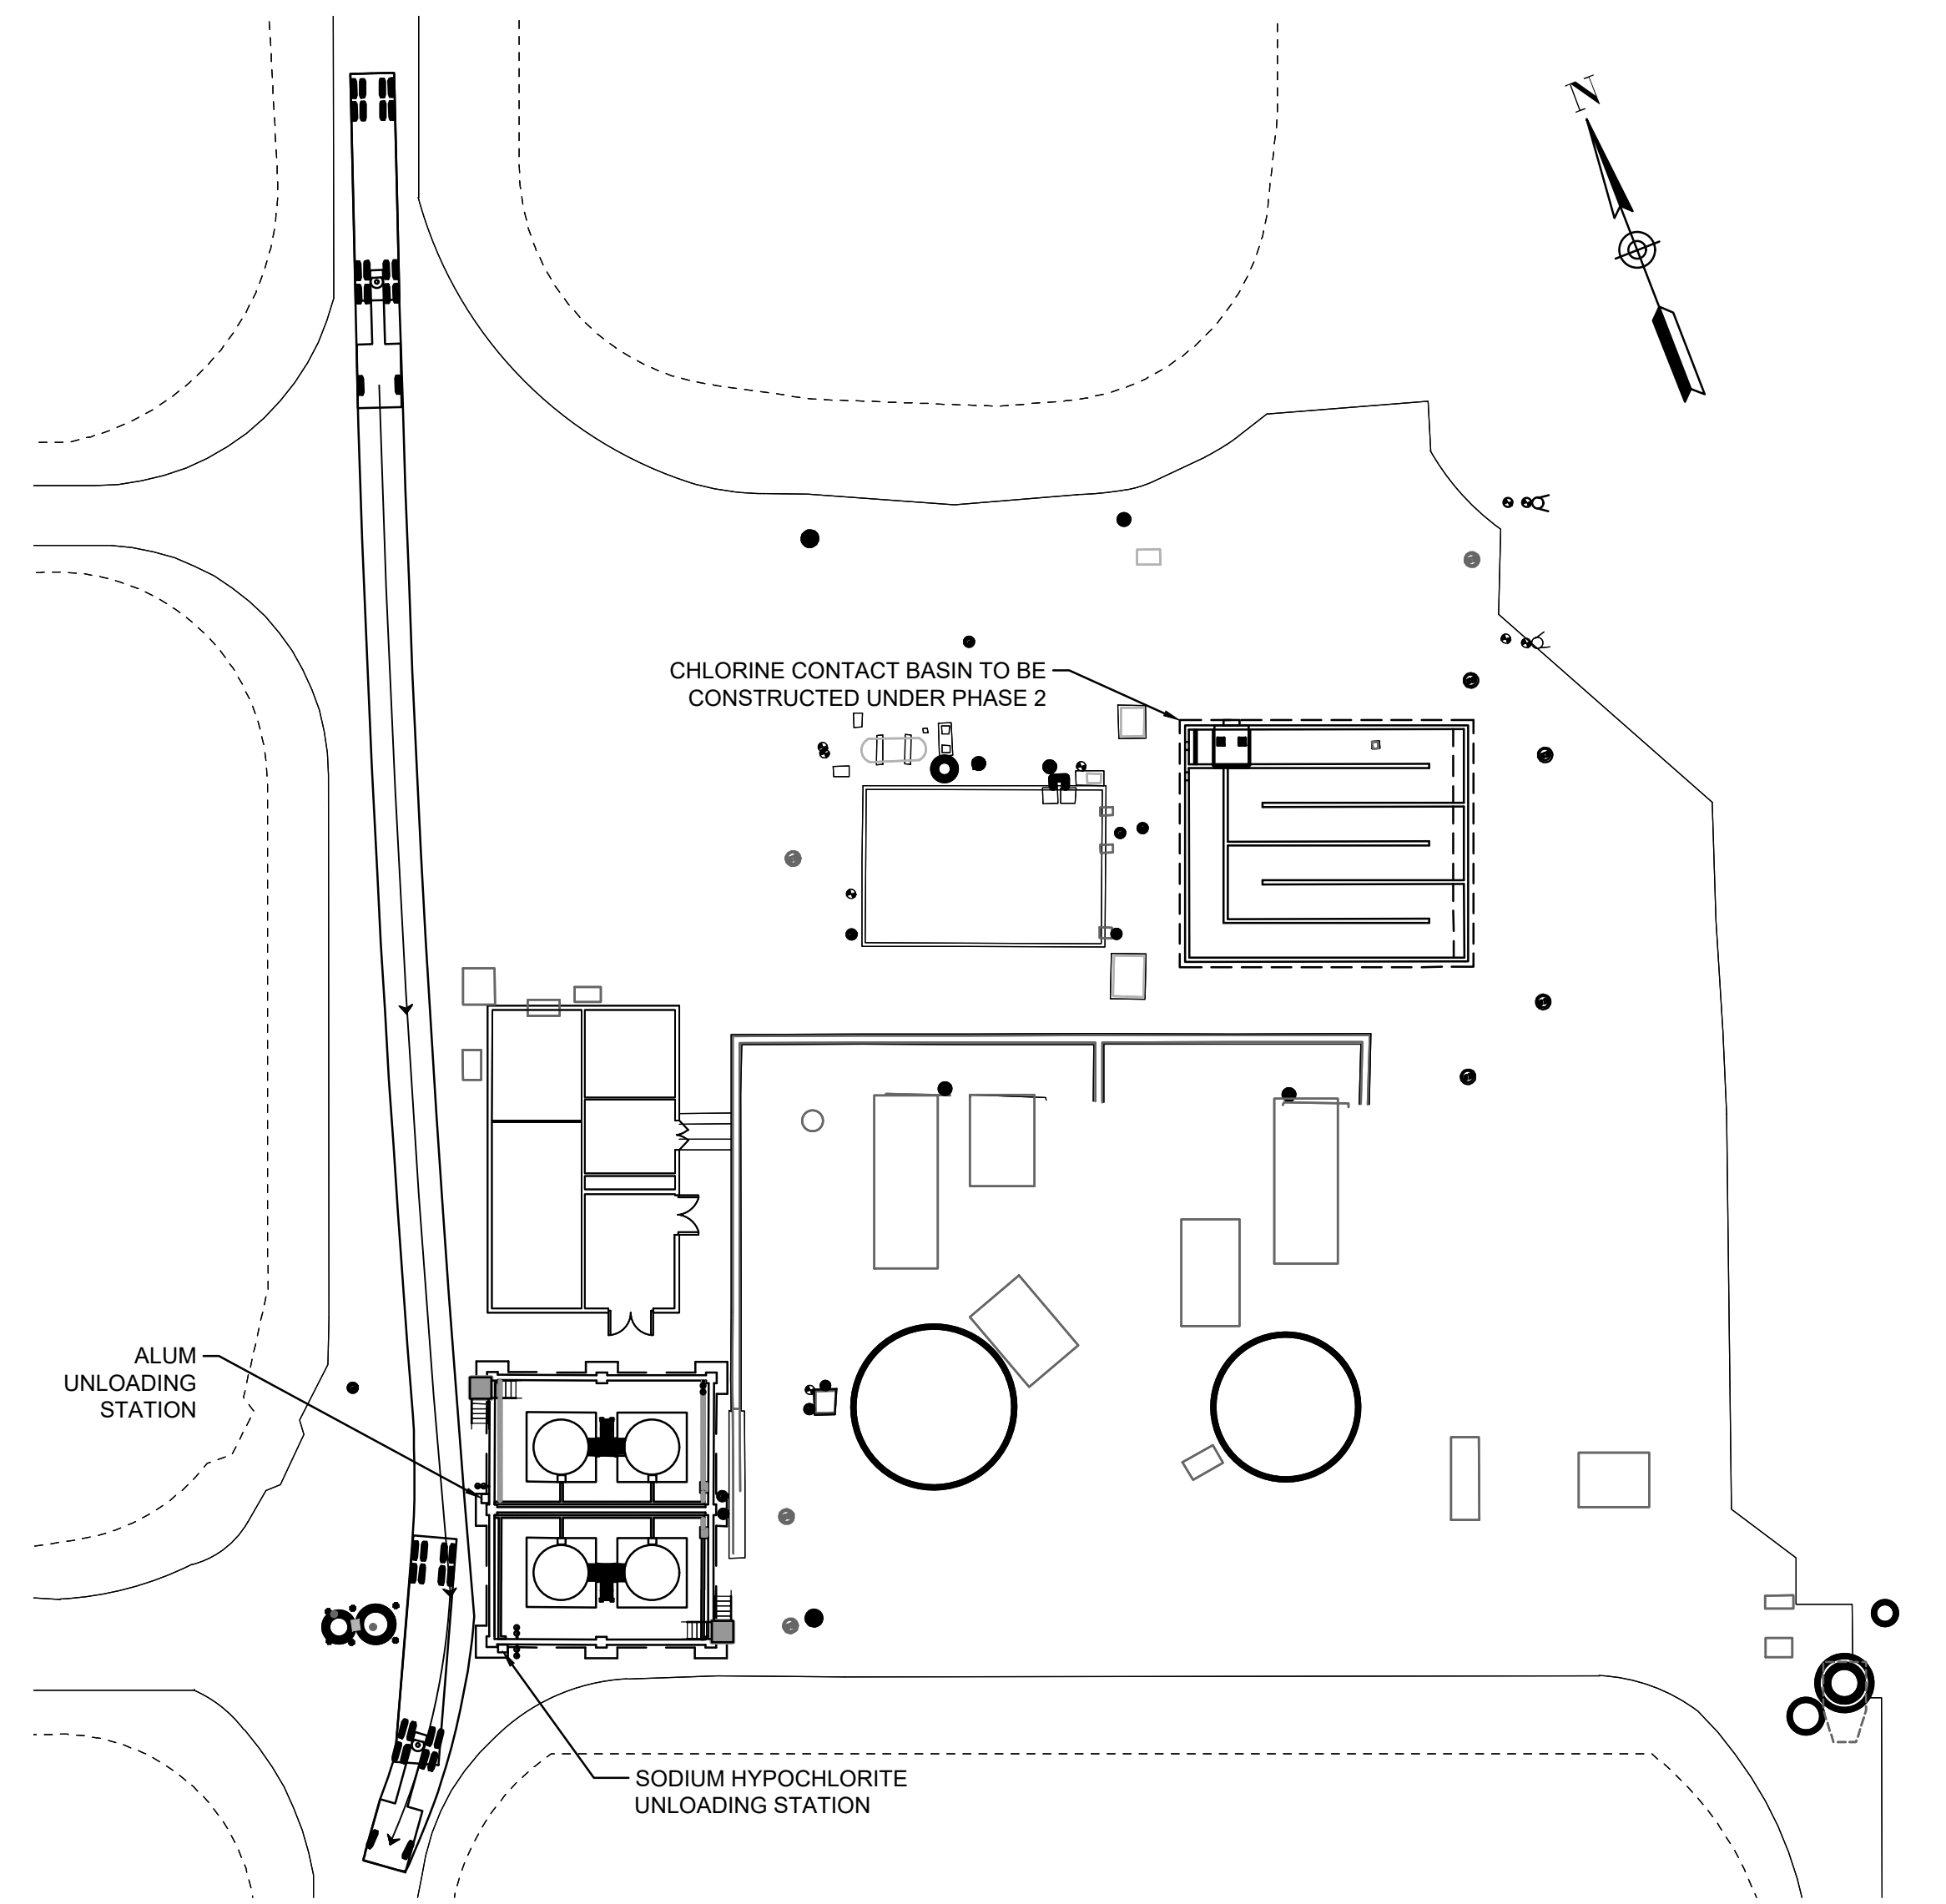 N
CHLORINE CONTACT BASIN TO BE
CONSTRUCTED UNDER PHASE 2
ALUM
UNLOADING
STATION
SODIUM HYPOCHLORITE
UNLOADING STATION